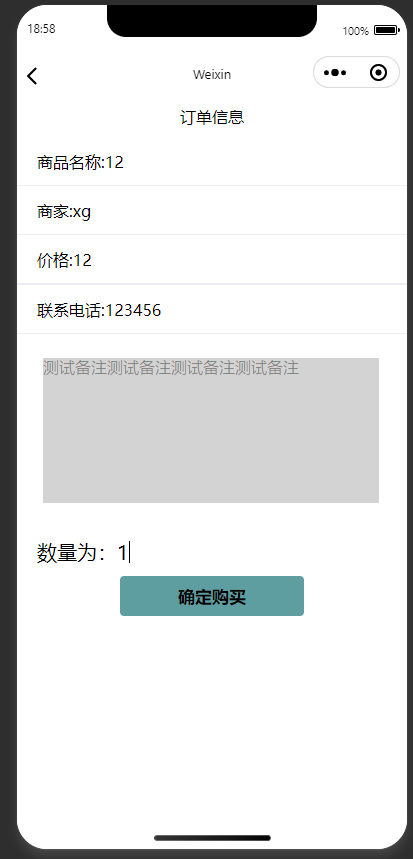 18:58
100%
Weixin
订单信息
商品名称:12
商家:xg
价格:12
联系电话:123456
测试备注测试备注测试备注测试备注
数量为：1
确定购买